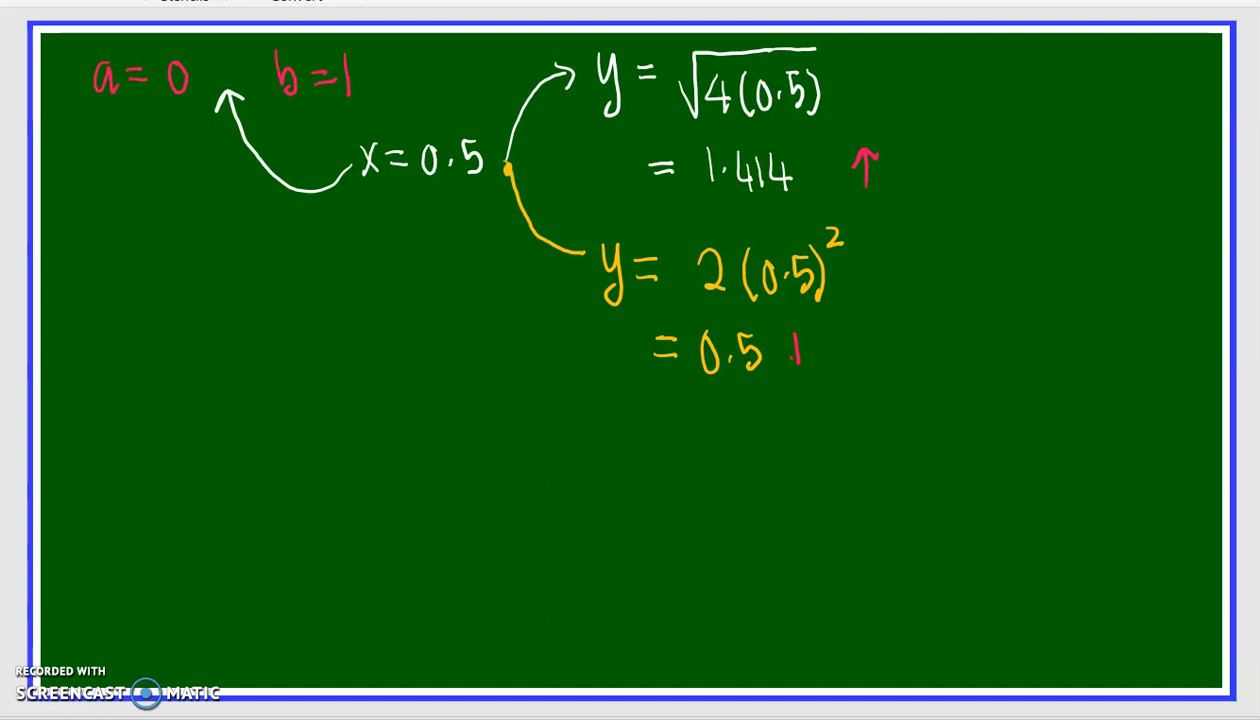 a = 0 b = 1
x = 0.5
y = √4(0.5)
= 1.414 ↑
y = 2(0.5)²
= 0.5
RECORDED WITH
SCREENCAST MATIC